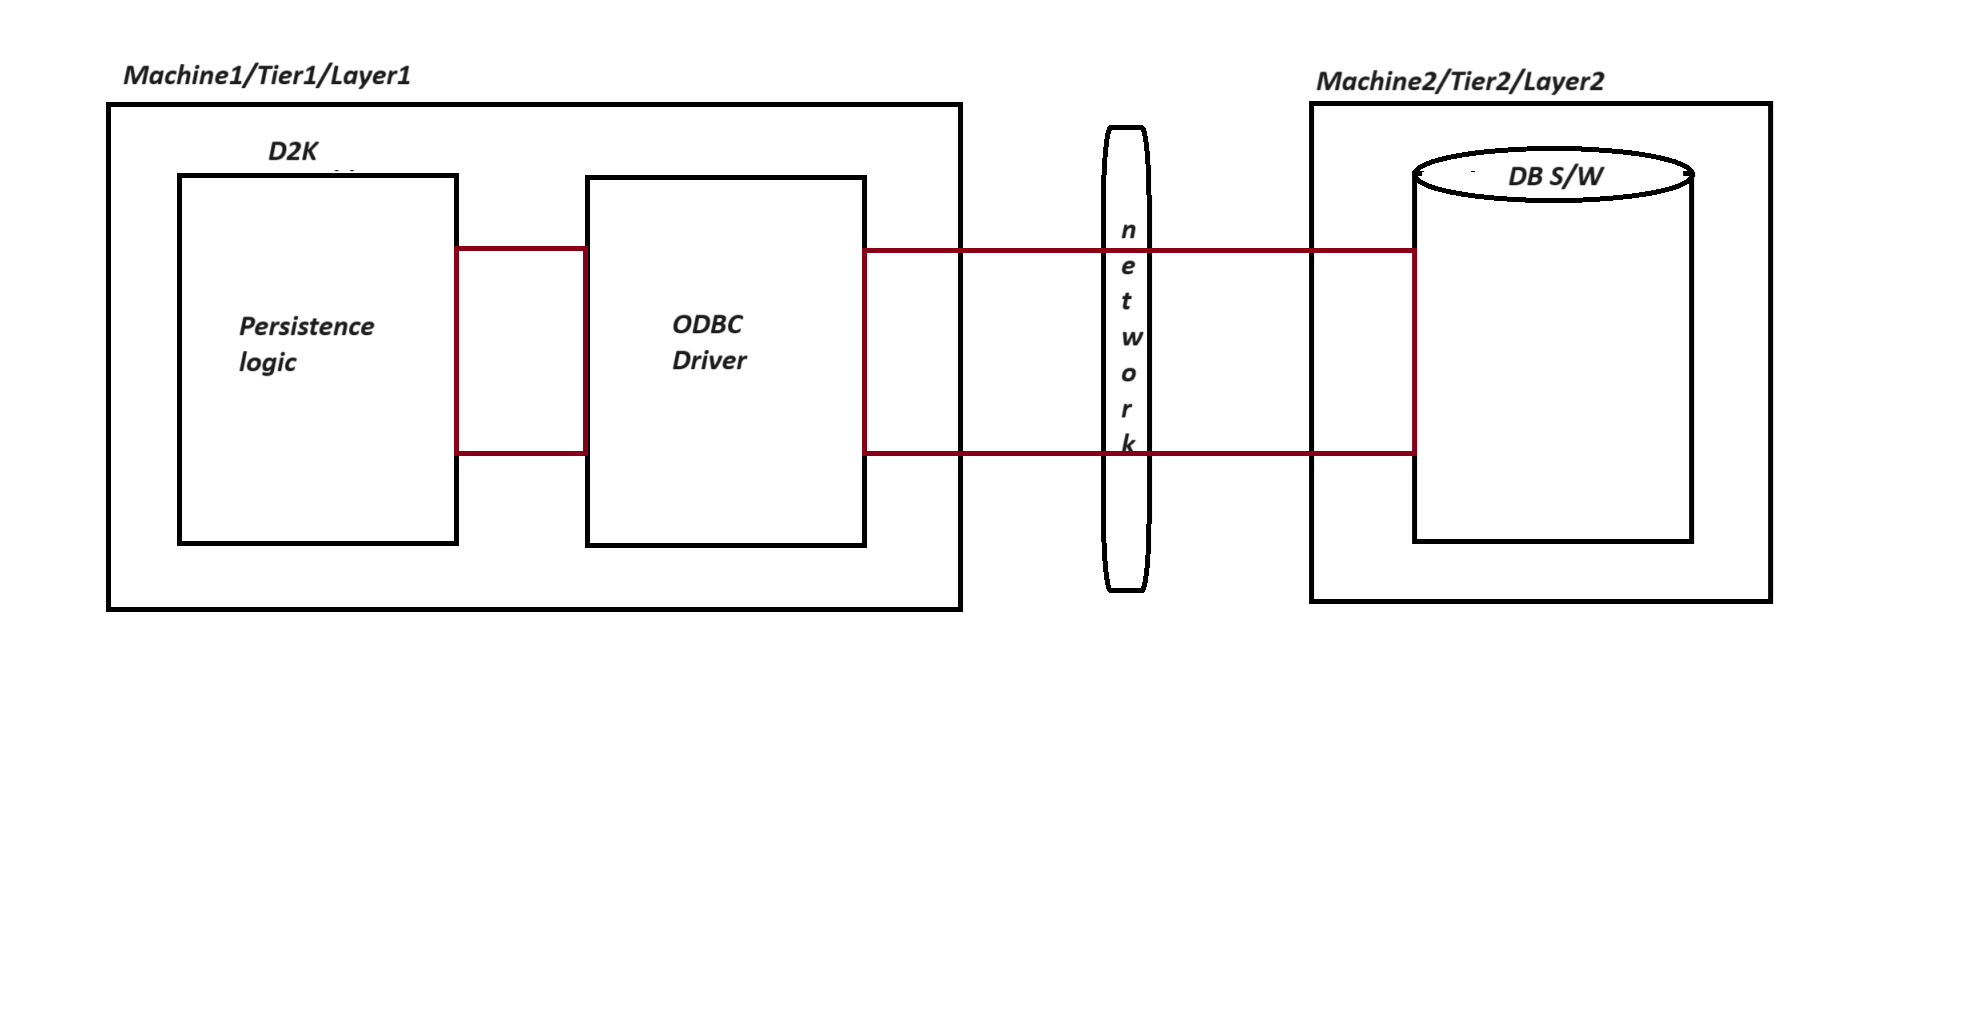 Machine1/Tier1/Layer1
Machine2/Tier2/Layer2
D2K
DB S/W
Persistence
logic
ODBC
Driver
n
e
t
w
o
r
k